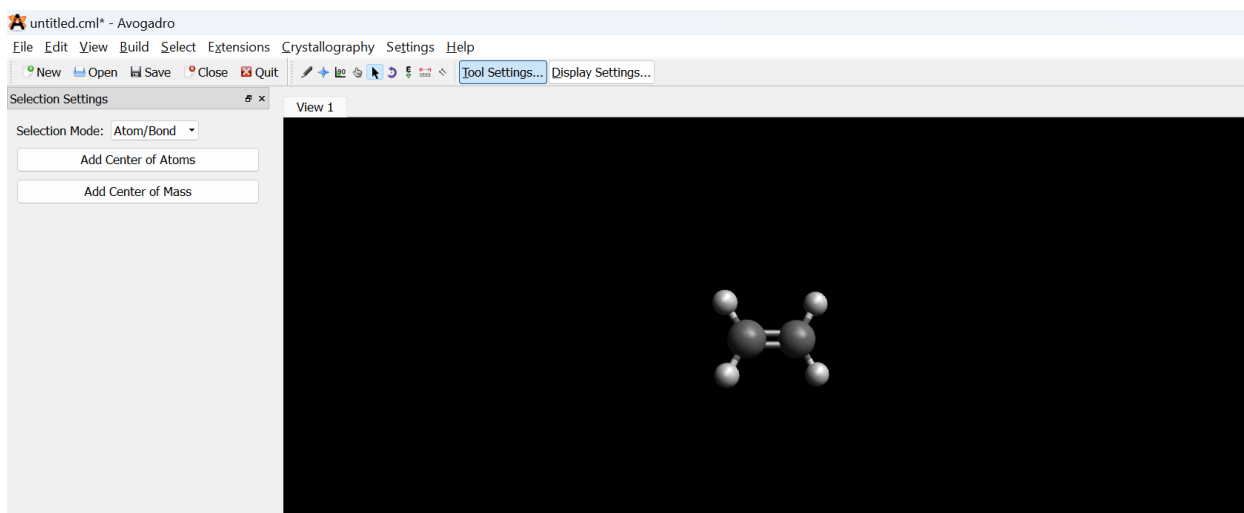 untitled.cml* - Avogadro
File Edit View Build Select Extensions Crystallography Settings Help
New Open Save Close Quit Tool Settings... Display Settings...
Selection Settings
View 1
Selection Mode: Atom/Bond
Add Center of Atoms
Add Center of Mass